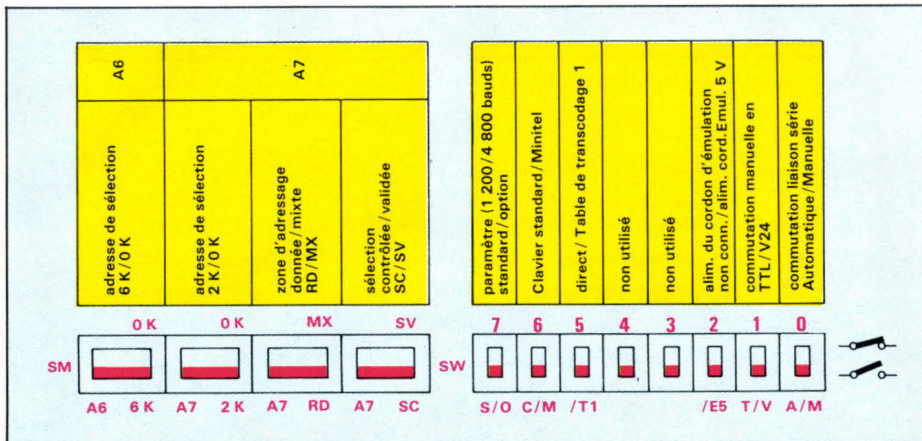 A6
A7
adresse de sélection
6 K/0 K
adresse de sélection
2 K/0 K
zone d'adressage
donnée/mixte
RD/MX
sélection
contrôlée/validée
SC/SV
paramètre (1 200/4 800 bauds)
standard/option
Clavier standard/Minitel
direct/Table de transcodage 1
non utilisé
non utilisé
alim. du cordon d'émulation
non conn./alim. cord. Emul. 5 V
commutation manuelle en
TTL/V24
commutation liaison série
Automatique/Manuelle
0 K 0 K MX SV
SM
A6 6 K A7 2 K A7 RD A7 SC
7 6 5 4 3 2 1 0
SW
S/O C/M /T1 /E5 T/V A/M